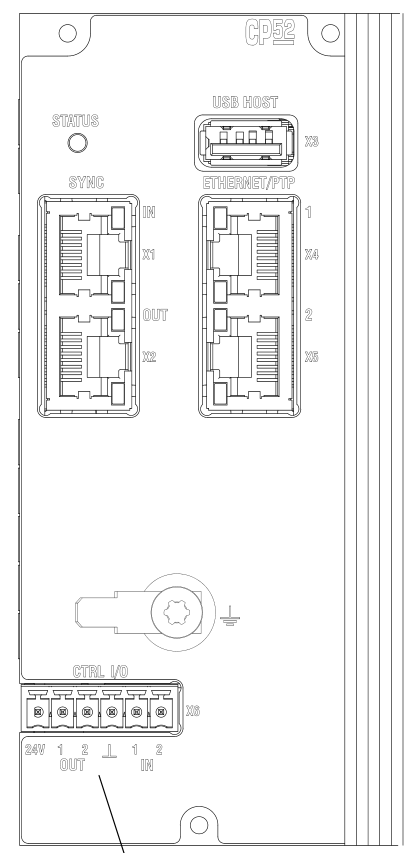 CP52
USB HOST
STATUS
X3
SYNC
ETHERNET/PTP
IN
1
X1
X4
OUT
2
X2
X5
CTRL I/O
X6
24V 1 2 1 2
OUT IN